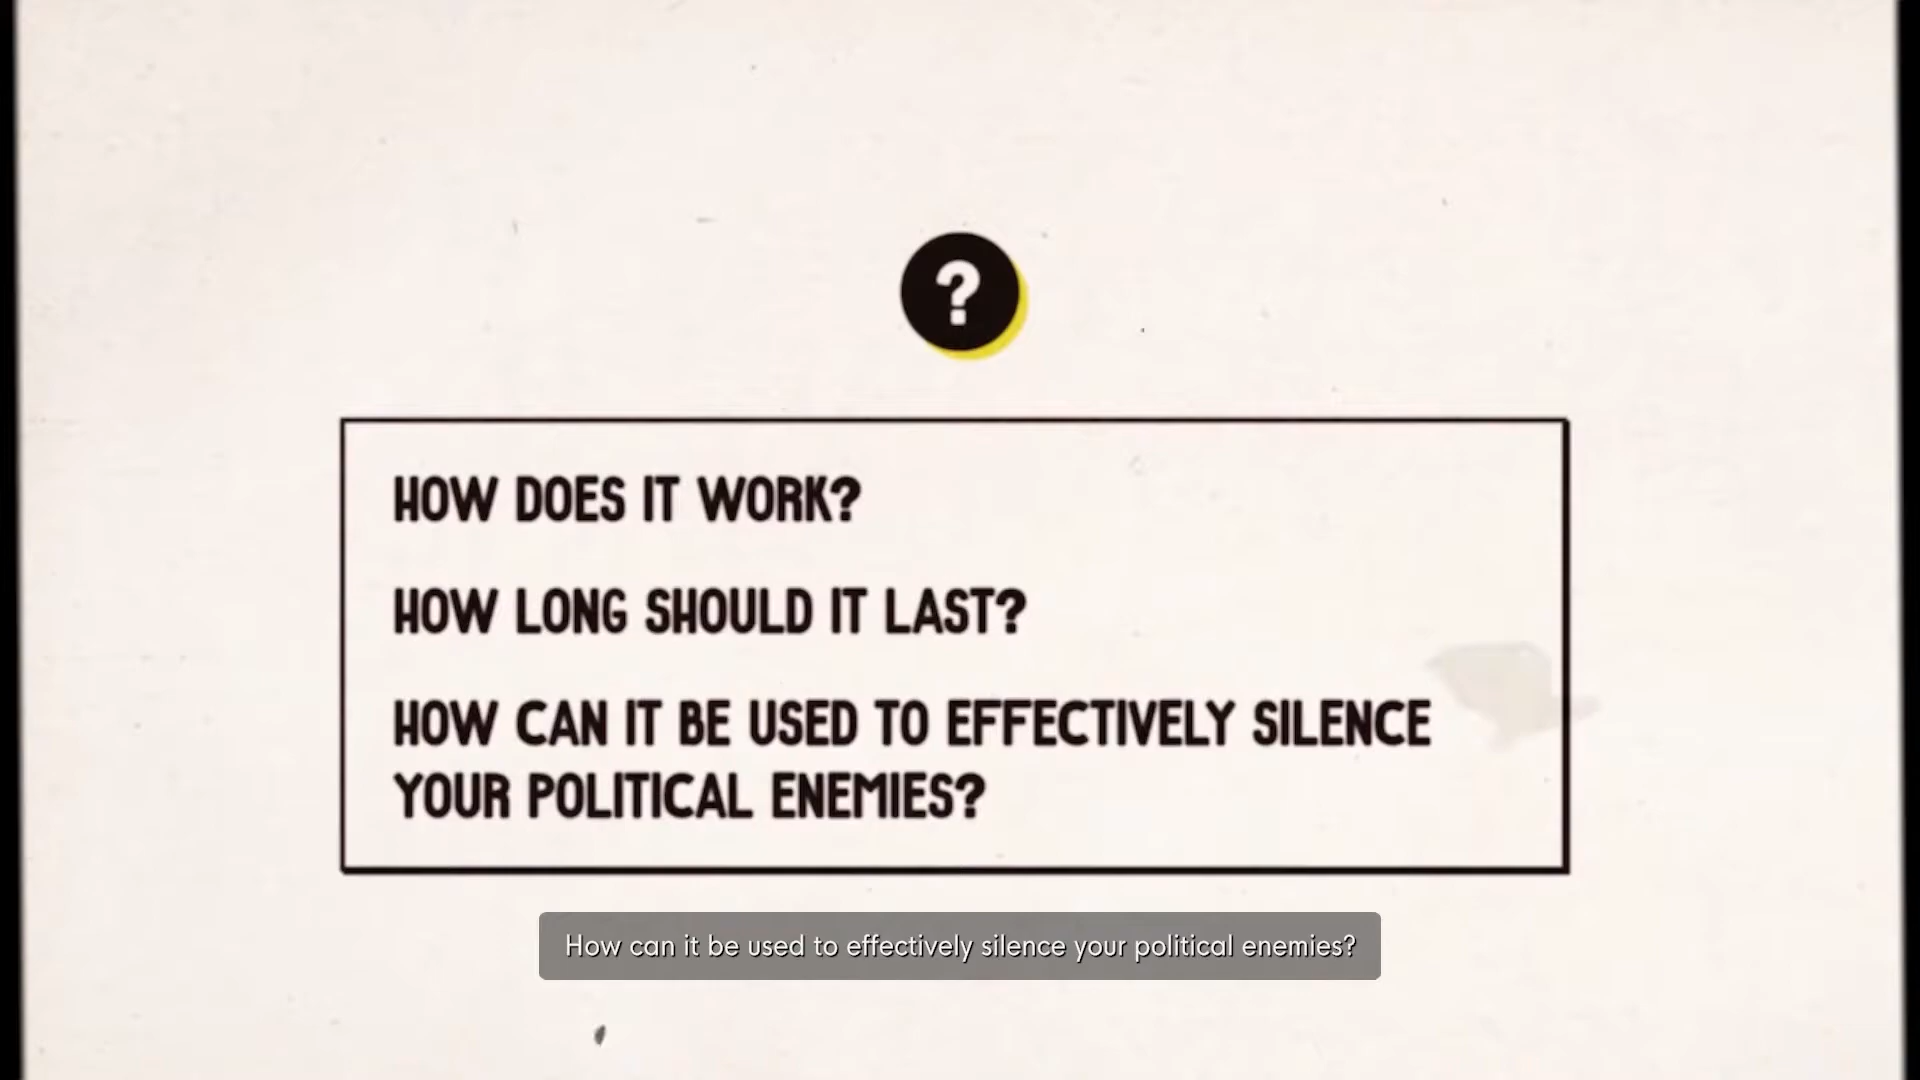 ?
HOW DOES IT WORK?
HOW LONG SHOULD IT LAST?
HOW CAN IT BE USED TO EFFECTIVELY SILENCE
YOUR POLITICAL ENEMIES?
How can it be used to effectively silence your political enemies?